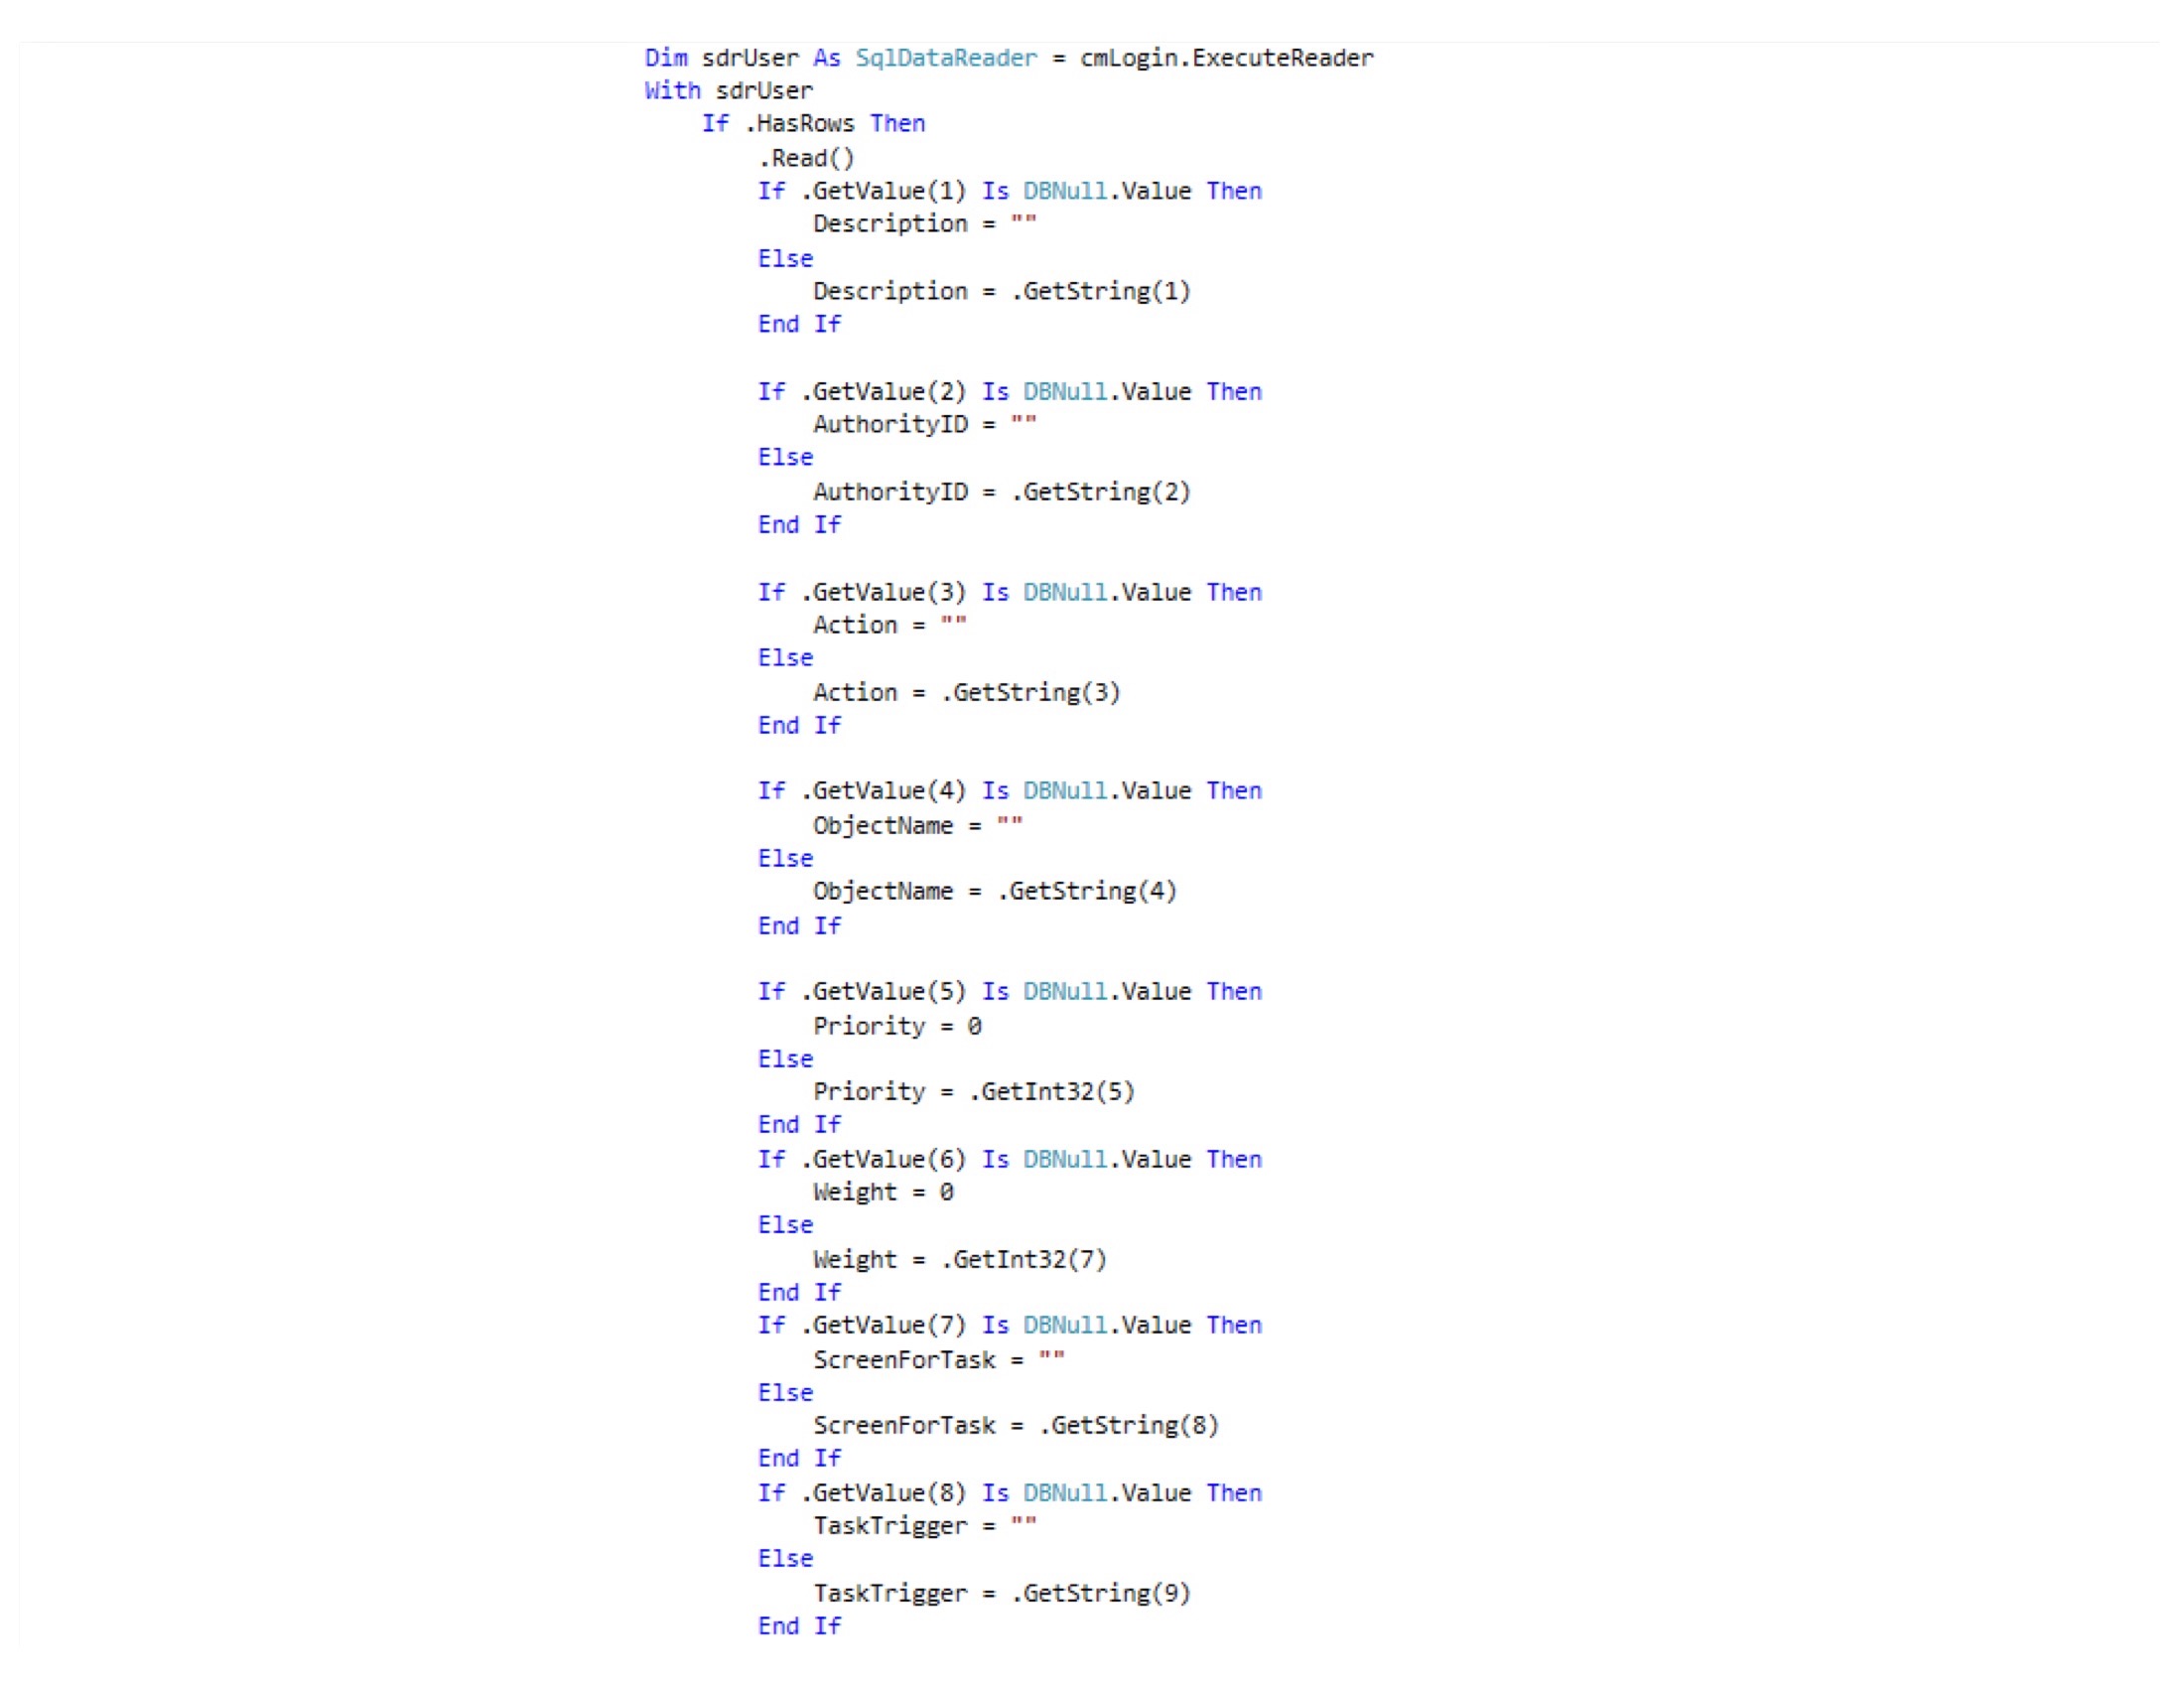 Dim sdrUser As SqlDataReader = cmLogin.ExecuteReader
With sdrUser
If .HasRows Then
.Read()
If .GetValue(1) Is DBNull.Value Then
Description = ""
Else
Description = .GetString(1)
End If
If .GetValue(2) Is DBNull.Value Then
AuthorityID = ""
Else
AuthorityID = .GetString(2)
End If
If .GetValue(3) Is DBNull.Value Then
Action = ""
Else
Action = .GetString(3)
End If
If .GetValue(4) Is DBNull.Value Then
ObjectName = ""
Else
ObjectName = .GetString(4)
End If
If .GetValue(5) Is DBNull.Value Then
Priority = 0
Else
Priority = .GetInt32(5)
End If
If .GetValue(6) Is DBNull.Value Then
Weight = 0
Else
Weight = .GetInt32(7)
End If
If .GetValue(7) Is DBNull.Value Then
ScreenForTask = ""
Else
ScreenForTask = .GetString(8)
End If
If .GetValue(8) Is DBNull.Value Then
TaskTrigger = ""
Else
TaskTrigger = .GetString(9)
End If